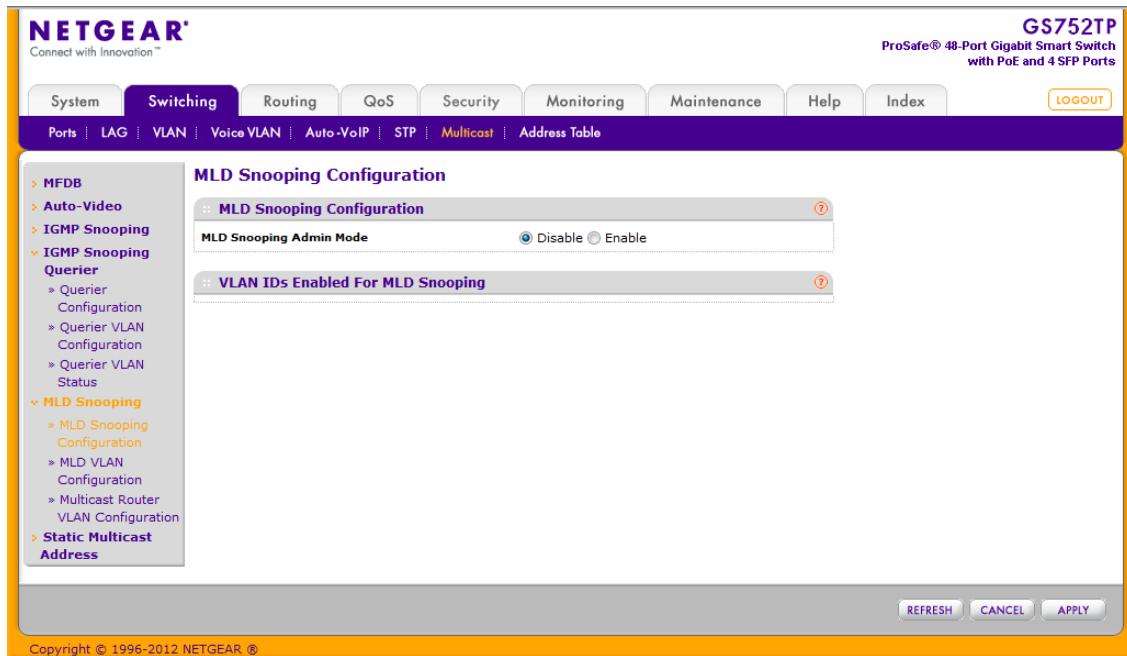 NETGEAR®
Connect with Innovation™
GS752TP
ProSafe® 48-Port Gigabit Smart Switch
with PoE and 4 SFP Ports
System Switching Routing QoS Security Monitoring Maintenance Help Index LOGOUT
Ports | LAG | VLAN | Voice VLAN | Auto-VoIP | STP | Multicast | Address Table
MFDB
Auto-Video
IGMP Snooping
IGMP Snooping
Querier
» Querier
Configuration
» Querier VLAN
Configuration
» Querier VLAN
Status
MLD Snooping
» MLD Snooping
Configuration
» MLD VLAN
Configuration
» Multicast Router
VLAN Configuration
Static Multicast
Address
MLD Snooping Configuration
MLD Snooping Configuration ?
MLD Snooping Admin Mode Disable Enable
VLAN IDs Enabled For MLD Snooping ?
REFRESH CANCEL APPLY
Copyright © 1996-2012 NETGEAR ®